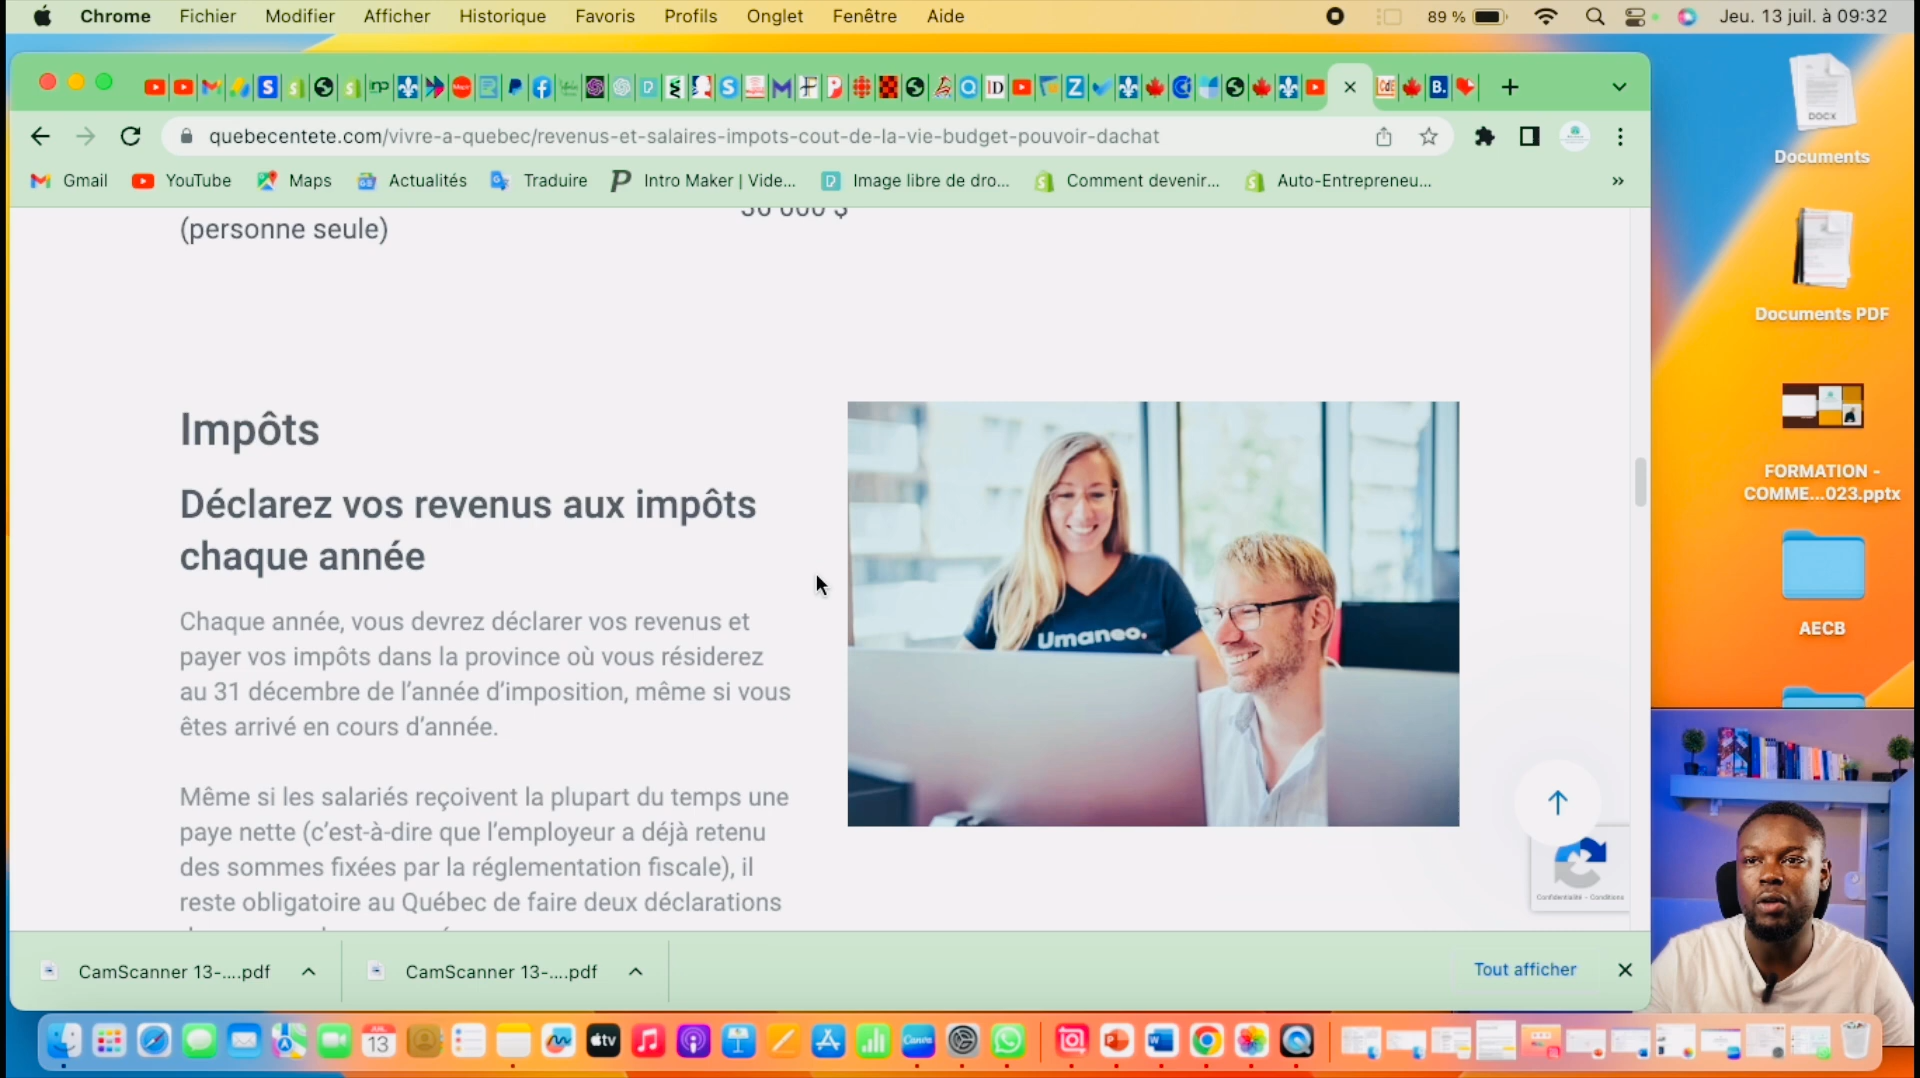 Chrome Fichier Modifier Afficher Historique Favoris Profils Onglet Fenêtre Aide 89 % Jeu. 13 juil. à 09:32
quebecentete.com/vivre-a-quebec/revenus-et-salaires-impots-cout-de-la-vie-budget-pouvoir-dachat
Gmail YouTube Maps Actualités Traduire Intro Maker | Vide... Image libre de dro... Comment devenir... Auto-Entrepreneu... »
DOCX
Documents
Documents PDF
FORMATION -
COMME...023.pptx
AECB
(personne seule)
Impôts
Déclarez vos revenus aux impôts
chaque année
Chaque année, vous devrez déclarer vos revenus et
payer vos impôts dans la province où vous résiderez
au 31 décembre de l'année d'imposition, même si vous
êtes arrivé en cours d'année.
Même si les salariés reçoivent la plupart du temps une
paye nette (c'est-à-dire que l'employeur a déjà retenu
des sommes fixées par la réglementation fiscale), il
reste obligatoire au Québec de faire deux déclarations
Umaneo.
Confidentialité - Conditions
CamScanner 13-....pdf CamScanner 13-....pdf Tout afficher
JUIL.
13
tv
Canva